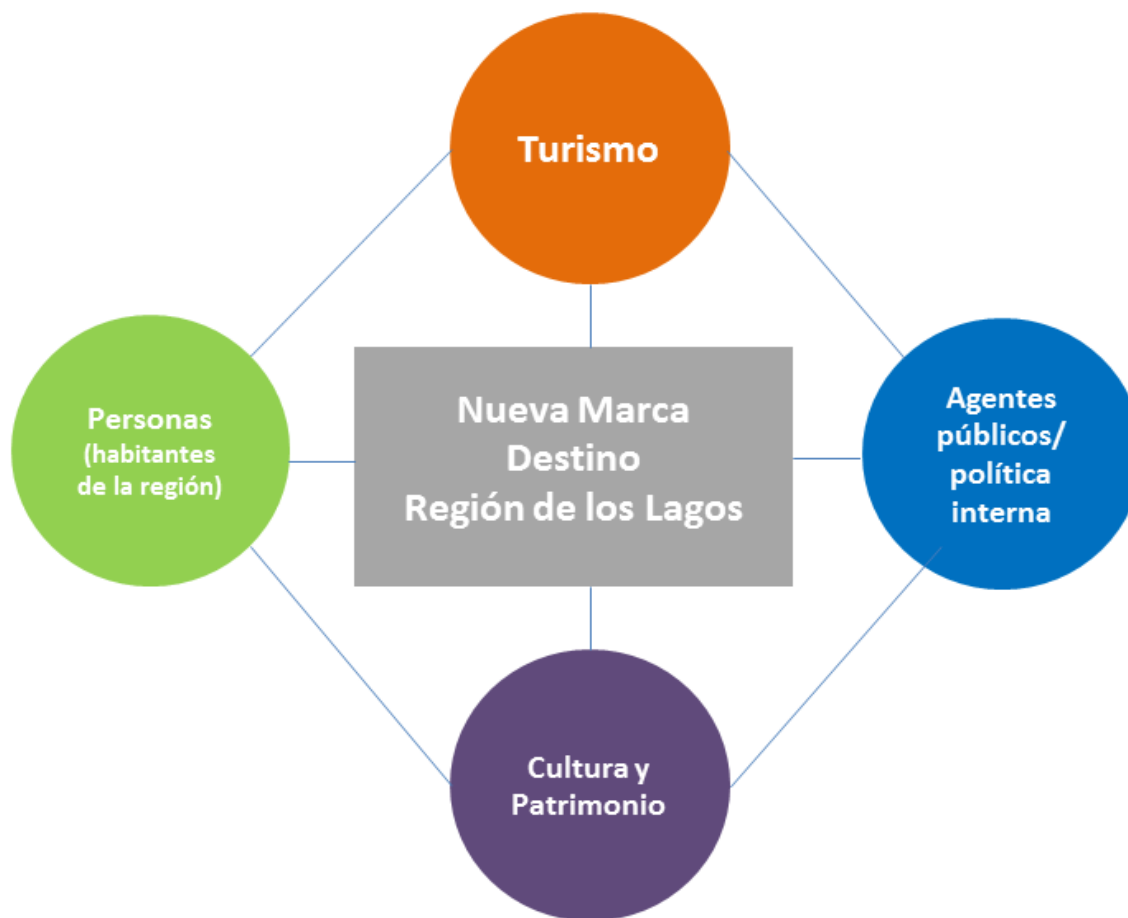 Turismo
Personas
(habitantes
de la región)
Nueva Marca
Destino
Región de los Lagos
Agentes
públicos/
política
interna
Cultura y
Patrimonio